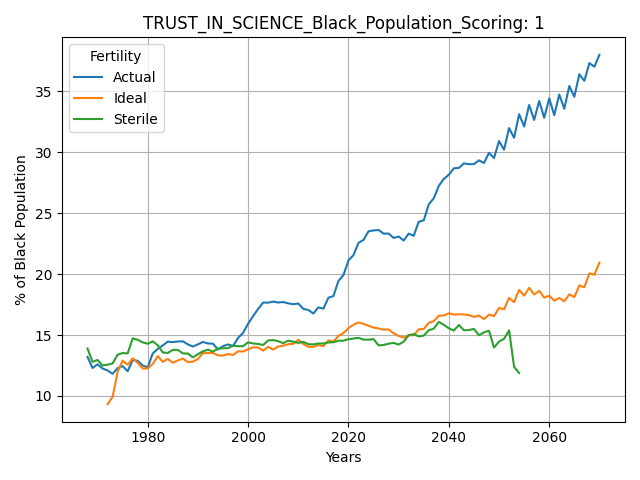 TRUST_IN_SCIENCE_Black_Population_Scoring: 1
Fertility
Actual
Ideal
Sterile
% of Black Population
35
30
25
20
15
10
1980
2000
2020
2040
2060
Years